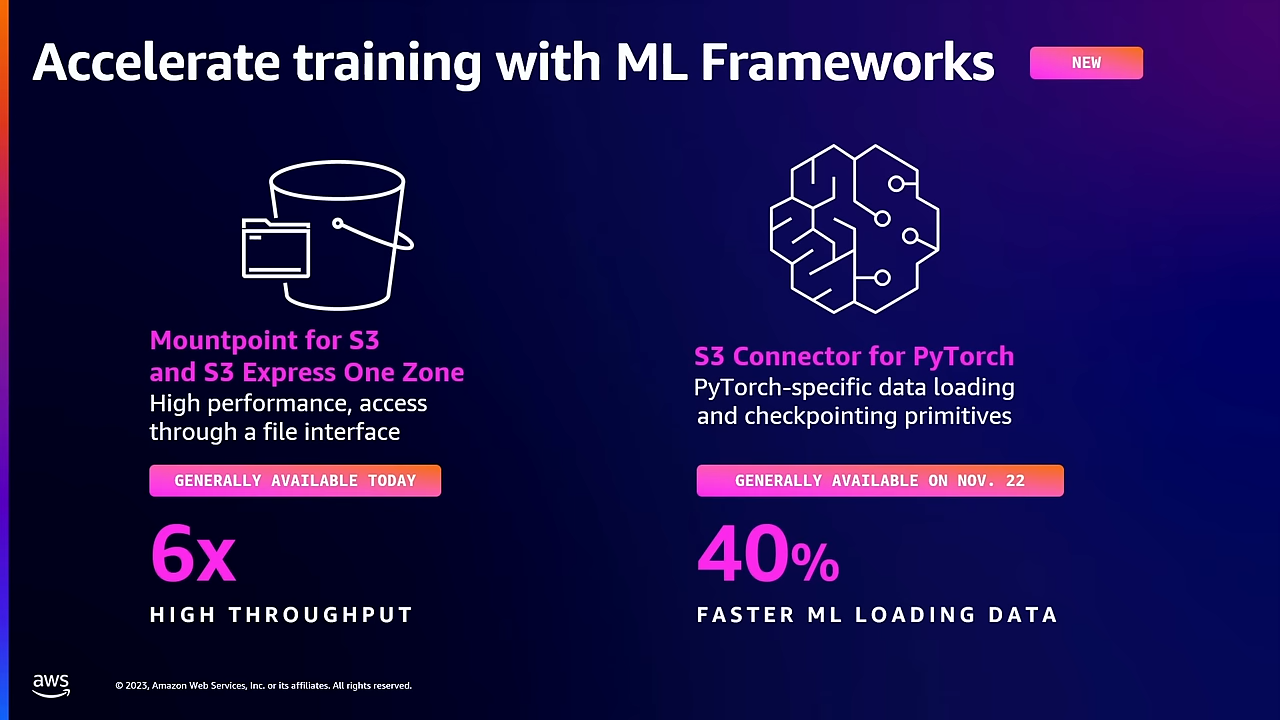 Accelerate training with ML Frameworks
NEW
Mountpoint for S3
and S3 Express One Zone
High performance, access
through a file interface
GENERALLY AVAILABLE TODAY
6x
HIGH THROUGHPUT
S3 Connector for PyTorch
PyTorch-specific data loading
and checkpointing primitives
GENERALLY AVAILABLE ON NOV. 22
40%
FASTER ML LOADING DATA
aws
© 2023, Amazon Web Services, Inc. or its affiliates. All rights reserved.